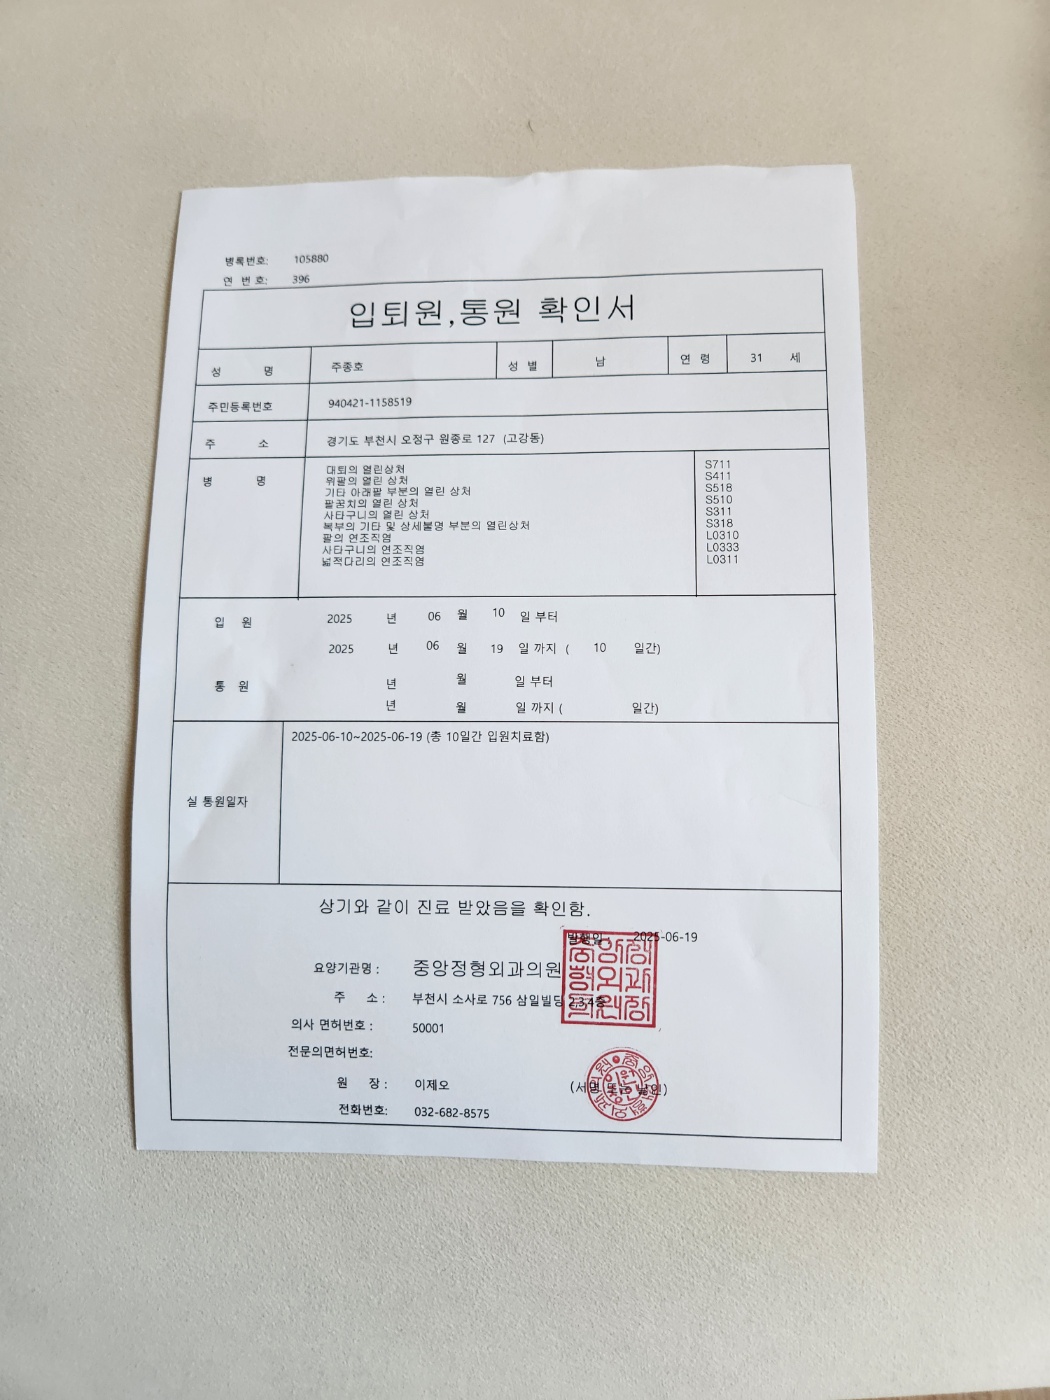 병록번호: 105880
연 번 호: 396
입퇴원,통원 확인서
성 명 주종호 성 별 남 연 령 31 세
주민등록번호 940421-1158519
주 소 경기도 부천시 오정구 원종로 127 (고강동)
병 명 대퇴의 열린상처 S711
위팔의 열린 상처 S411
기타 아래팔 부분의 열린 상처 S518
팔꿈치의 열린 상처 S510
사타구니의 열린 상처 S311
복부의 기타 및 상세불명 부분의 열린상처 S318
팔의 연조직염 L0310
사타구니의 연조직염 L0333
넓적다리의 연조직염 L0311
입 원 2025 년 06 월 10 일 부터
2025 년 06 월 19 일 까지 ( 10 일간)
통 원 년 월 일 부터
년 월 일 까지 ( 일간)
2025-06-10~2025-06-19 (총 10일간 입원치료함)
실 통원일자
상기와 같이 진료 받았음을 확인함.
발행일: 2025-06-19
요양기관명 : 중앙정형외과의원
주 소 : 부천시 소사로 756 삼일빌딩 2,3,4층
의사 면허번호 : 50001
전문의면허번호:
원 장 : 이제오 (서명 또는 날인)
전화번호: 032-682-8575